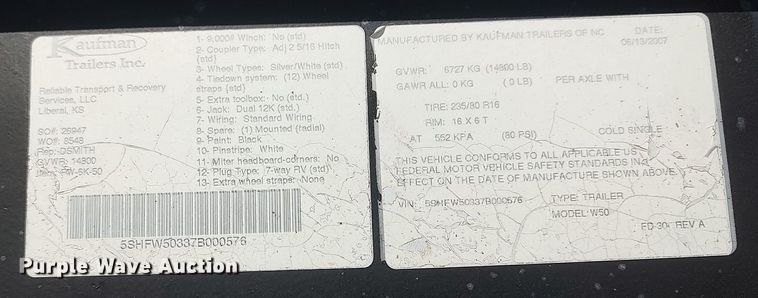 Kaufman
Trailers Inc.
Reliable Transport & Recovery
Services, LLC
Liberal, KS
SO#: 26947
WO#: 8548
Rep: DSMITH
GVWR: 14800
FW-6K-50
1- 9,000# Winch: No (std)
2- Coupler Type: Adj 2 5/16 Hitch
(std)
3- Wheel Types: Silver/White (std)
4- Tiedown system: (12) Wheel
straps (std)
5- Extra toolbox: No (std.)
6- Jack: Dual 12K (std)
7- Wiring: Standard Wiring
8- Spare: (1) Mounted (radial)
9- Paint: Black
10- Pinstripe: White
11- Miter headboard-corners: No
12- Plug Type: 7-way RV (std)
13- Extra wheel straps: None
5SHFW50337B000576
MANUFACTURED BY KAUFMAN TRAILERS OF NC
DATE:
06/13/2007
GVWR: 6727 KG (14800 LB)
GAWR ALL: 0 KG ( 0 LB) PER AXLE WITH
TIRE: 235/80 R16
RIM: 16 X 6 T
AT 552 KPA (80 PSI) COLD SINGLE
THIS VEHICLE CONFORMS TO ALL APPLICABLE US
FEDERAL MOTOR VEHICLE SAFETY STANDARDS IN
EFFECT ON THE DATE OF MANUFACTURE SHOWN ABOVE.
VIN: 5SHFW50337B000576 TYPE: TRAILER
MODEL: W50
FD-30 REV A
Purple Wave Auction